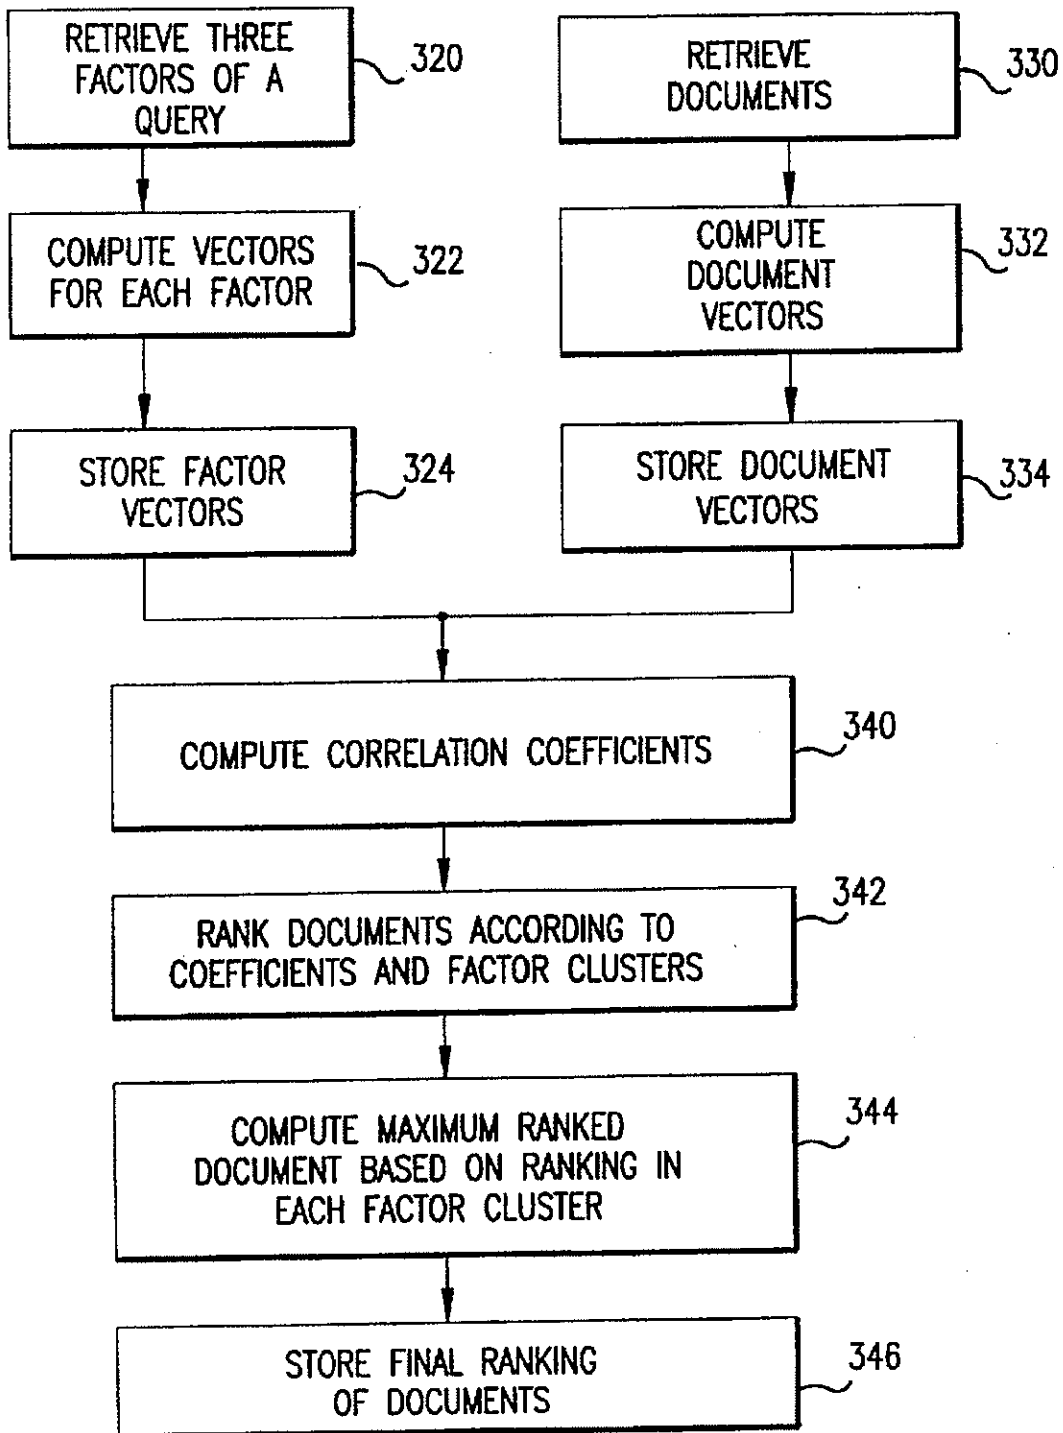 RETRIEVE THREE
FACTORS OF A
QUERY
320
COMPUTE VECTORS
FOR EACH FACTOR
322
STORE FACTOR
VECTORS
324
RETRIEVE
DOCUMENTS
330
COMPUTE
DOCUMENT
VECTORS
332
STORE DOCUMENT
VECTORS
334
COMPUTE CORRELATION COEFFICIENTS
340
RANK DOCUMENTS ACCORDING TO
COEFFICIENTS AND FACTOR CLUSTERS
342
COMPUTE MAXIMUM RANKED
DOCUMENT BASED ON RANKING IN
EACH FACTOR CLUSTER
344
STORE FINAL RANKING
OF DOCUMENTS
346